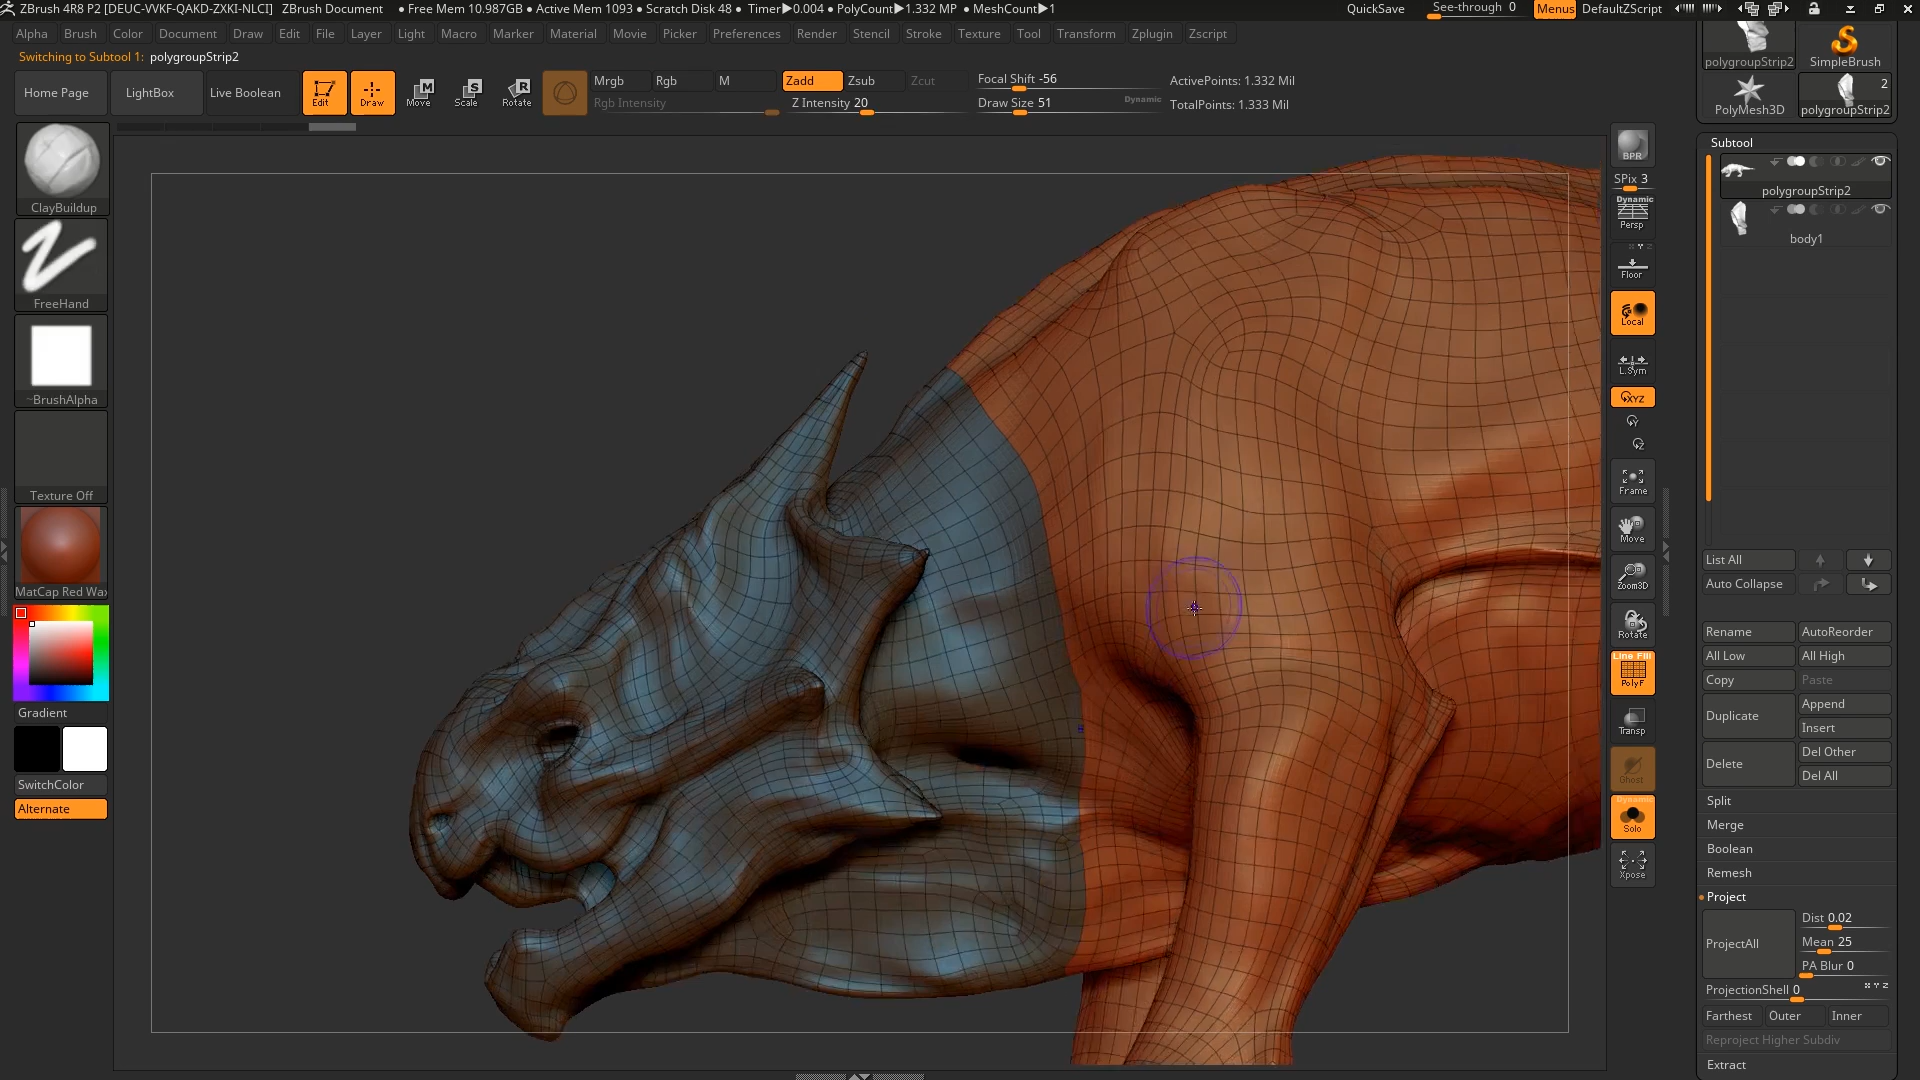 ZBrush 4R8 P2 [DEUC-VVKF-QAKD-ZXKI-NLCI] ZBrush Document • Free Mem 10.987GB • Active Mem 1093 • Scratch Disk 48 • Timer▶0.004 • PolyCount▶1.332 MP • MeshCount▶1 QuickSave See-through 0 Menus DefaultZScript
Alpha Brush Color Document Draw Edit File Layer Light Macro Marker Material Movie Picker Preferences Render Stencil Stroke Texture Tool Transform Zplugin Zscript
Switching to Subtool 1: polygroupStrip2
Home Page LightBox Live Boolean Edit Draw Move Scale Rotate
Mrgb Rgb M Zadd Zsub Zcut Focal Shift -56 ActivePoints: 1.332 Mil
Rgb Intensity Z Intensity 20 Draw Size 51 Dynamic TotalPoints: 1.333 Mil
ClayBuildup
FreeHand
~BrushAlpha
Texture Off
MatCap Red Wax
Gradient
SwitchColor
Alternate
BPR
SPix 3
Dynamic
Persp
Floor
Local
L.Sym
XYZ
Y
Z
Frame
Move
Zoom3D
Rotate
Line Fill
PolyF
Transp
Ghost
Dynamic
Solo
Xpose
polygroupStrip2 SimpleBrush
2
PolyMesh3D polygroupStrip2
Subtool
polygroupStrip2
body1
List All
Auto Collapse
Rename AutoReorder
All Low All High
Copy Paste
Duplicate Append
Insert
Delete Del Other
Del All
Split
Merge
Boolean
Remesh
Project
ProjectAll Dist 0.02
Mean 25
PA Blur 0
ProjectionShell 0 X Y Z
Farthest Outer Inner
Reproject Higher Subdiv
Extract